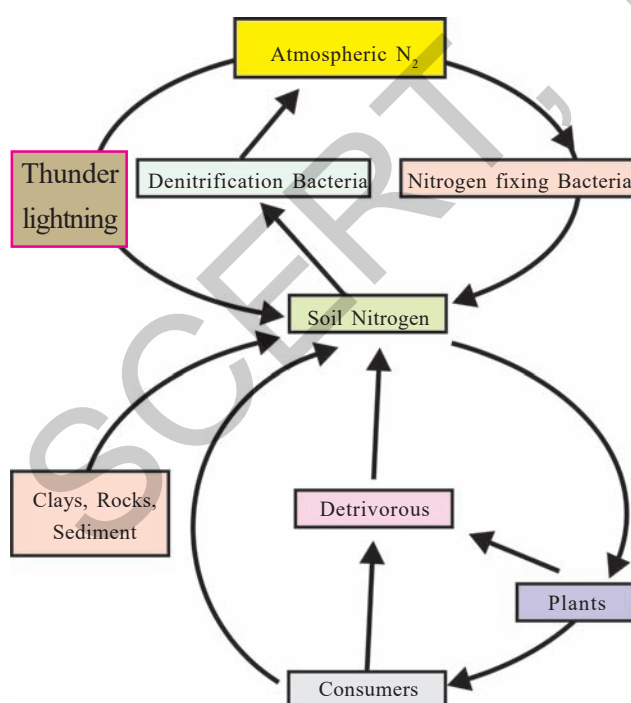 Atmospheric N₂
Thunder
lightning
Denitrification Bacteria
Nitrogen fixing Bacteria
Soil Nitrogen
Clays, Rocks,
Sediment
Detrivorous
Plants
Consumers
SCERT,